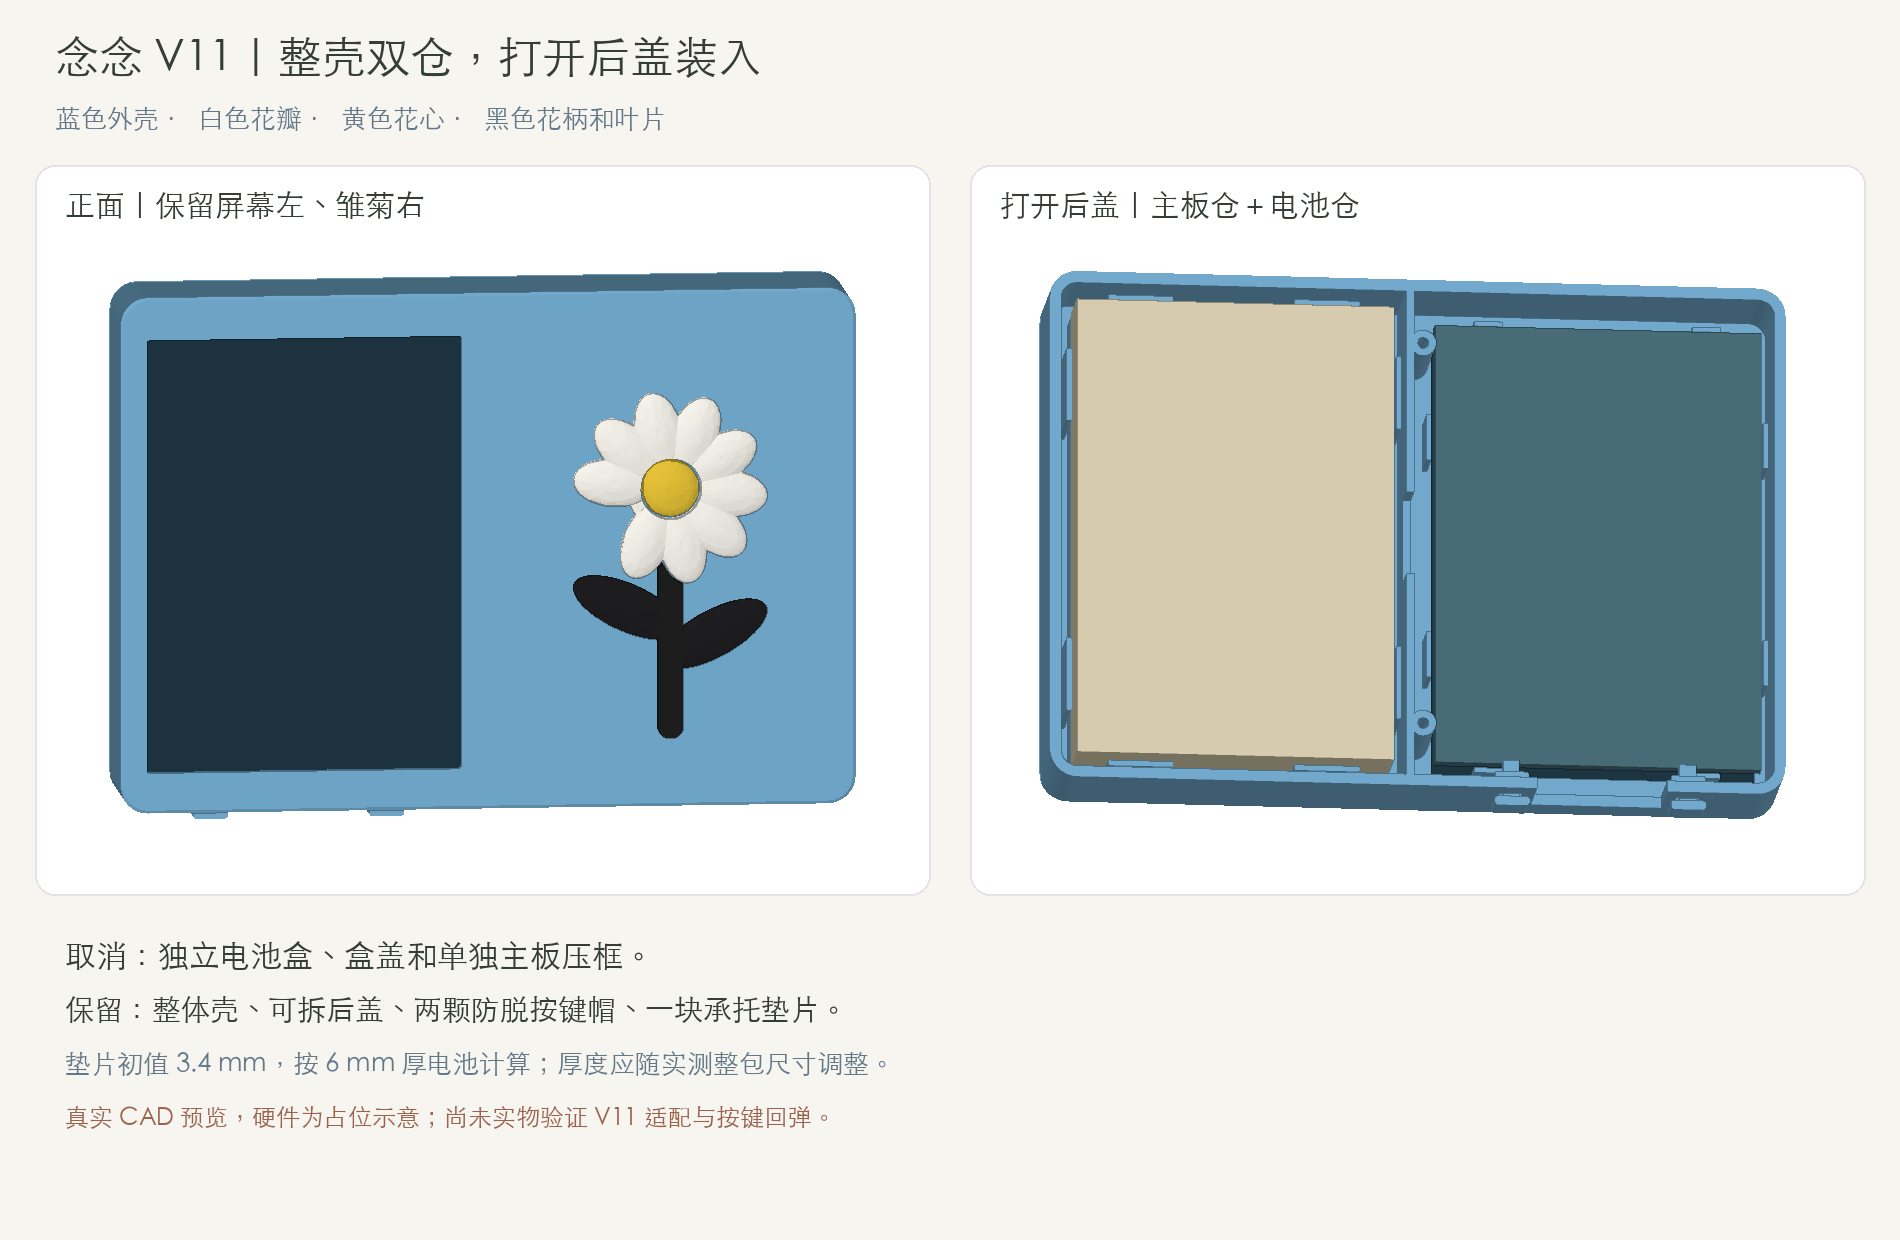 念念 V11 | 整壳双仓，打开后盖装入
蓝色外壳 · 白色花瓣 · 黄色花心 · 黑色花柄和叶片
正面 | 保留屏幕左、雏菊右
打开后盖 | 主板仓 + 电池仓
取消：独立电池盒、盒盖和单独主板压框。
保留：整体壳、可拆后盖、两颗防脱按键帽、一块承托垫片。
垫片初值 3.4 mm，按 6 mm 厚电池计算；厚度应随实测整包尺寸调整。
真实 CAD 预览，硬件为占位示意；尚未实物验证 V11 适配与按键回弹。